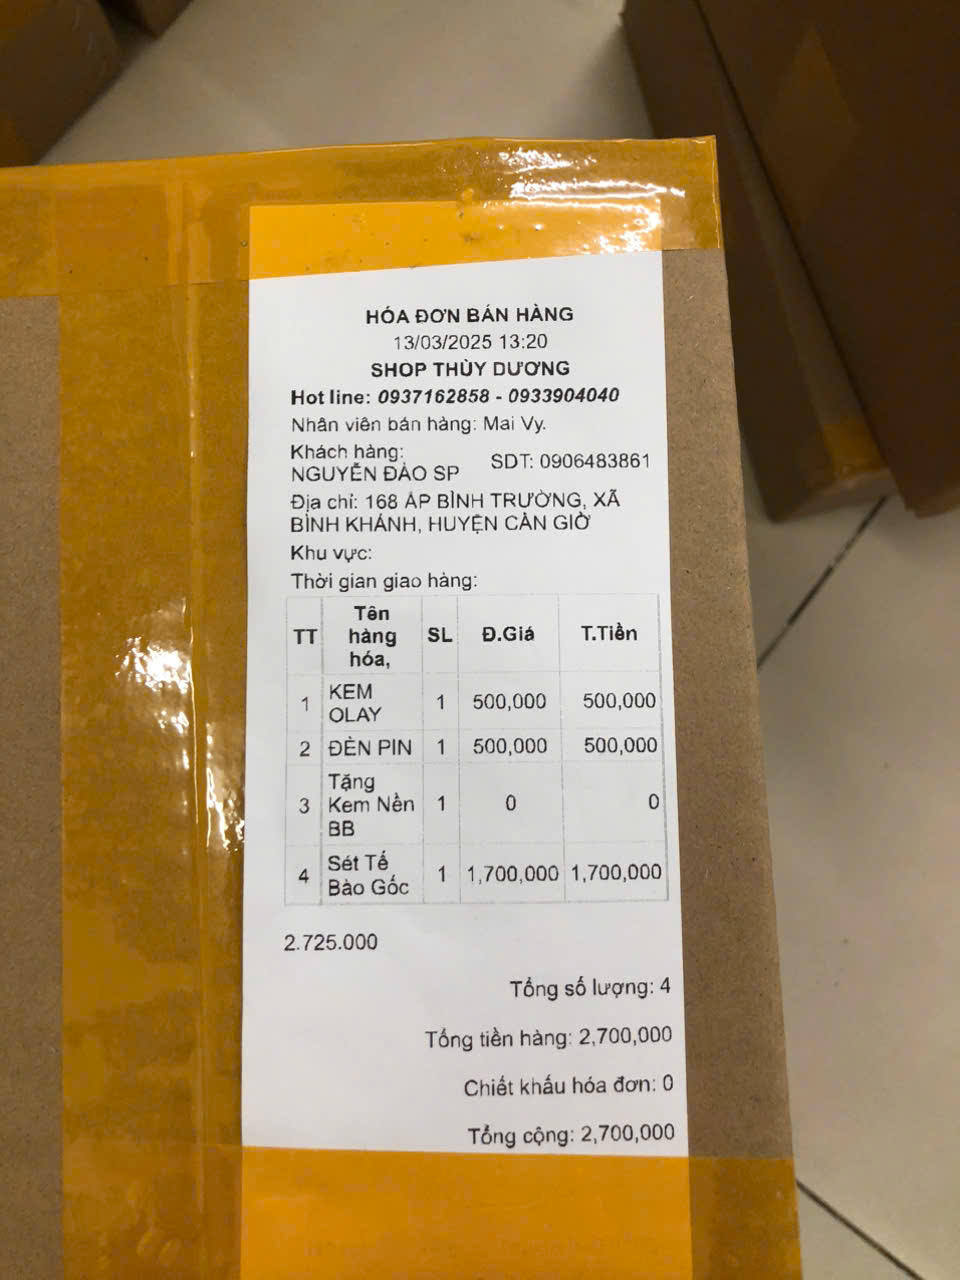 HÓA ĐƠN BÁN HÀNG
13/03/2025 13:20
SHOP THÙY DƯƠNG
Hot line: 0937162858 - 0933904040
Nhân viên bán hàng: Mai Vy.
Khách hàng:
NGUYỄN ĐÀO SP SDT: 0906483861
Địa chỉ: 168 ẤP BÌNH TRƯỜNG, XÃ
BÌNH KHÁNH, HUYỆN CẦN GIỜ
Khu vực:
Thời gian giao hàng:
TT Tên hàng hóa, SL Đ.Giá T.Tiền
1 KEM OLAY 1 500,000 500,000
2 ĐÈN PIN 1 500,000 500,000
3 Tặng Kem Nền BB 1 0 0
4 Sét Tế Bào Gốc 1 1,700,000 1,700,000
2.725.000
Tổng số lượng: 4
Tổng tiền hàng: 2,700,000
Chiết khấu hóa đơn: 0
Tổng cộng: 2,700,000